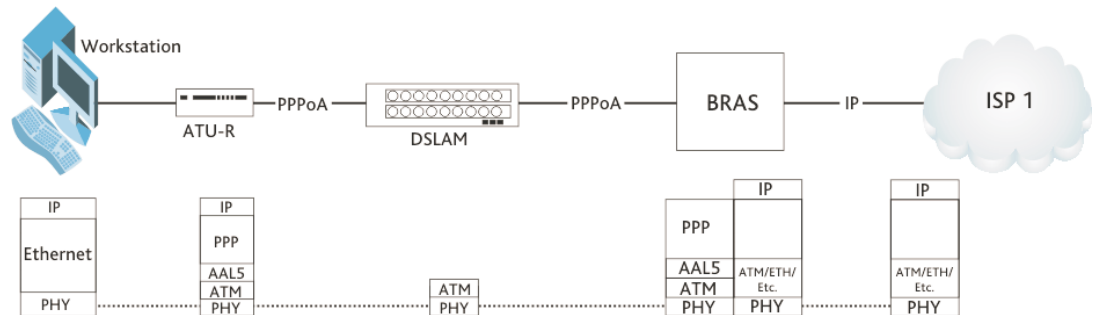 Workstation
ATU-R
PPPoA
DSLAM
PPPoA
BRAS
IP
ISP 1
IP
Ethernet
PHY
IP
PPP
AAL5
ATM
PHY
ATM
PHY
PPP
AAL5
ATM
PHY
IP
ATM/ETH/
Etc.
PHY
IP
ATM/ETH/
Etc.
PHY